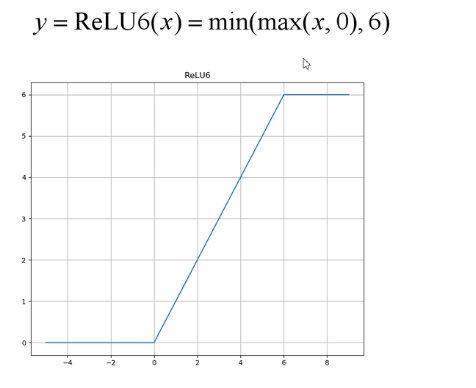 y = ReLU6(x) = min(max(x, 0), 6)
ReLU6
6
5
4
3
2
1
0
−4 −2 0 2 4 6 8